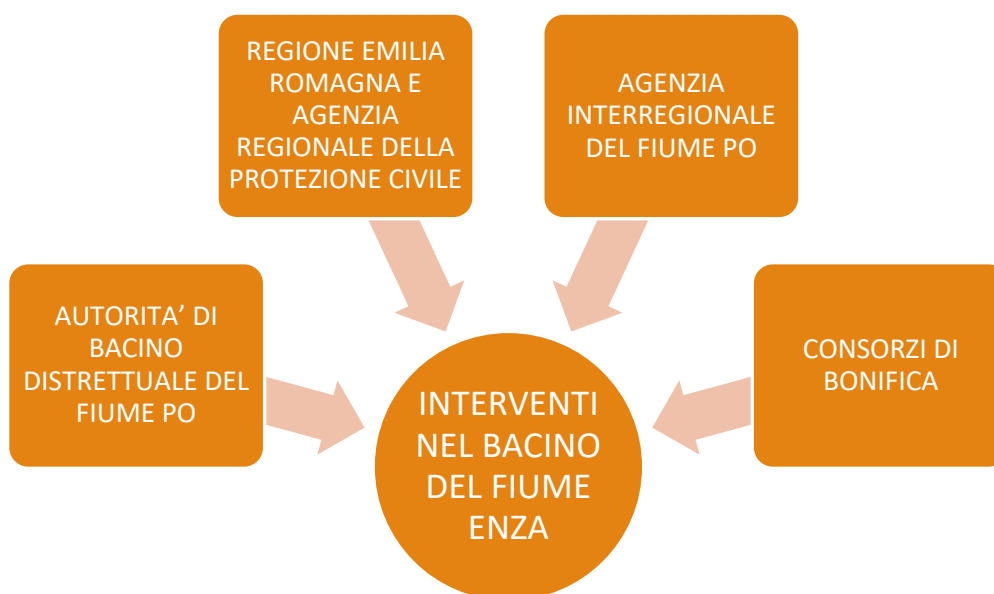 AUTORITA’ DI
BACINO
DISTRETTUALE DEL
FIUME PO
REGIONE EMILIA
ROMAGNA E
AGENZIA
REGIONALE DELLA
PROTEZIONE CIVILE
AGENZIA
INTERREGIONALE
DEL FIUME PO
CONSORZI DI
BONIFICA
INTERVENTI
NEL BACINO
DEL FIUME
ENZA